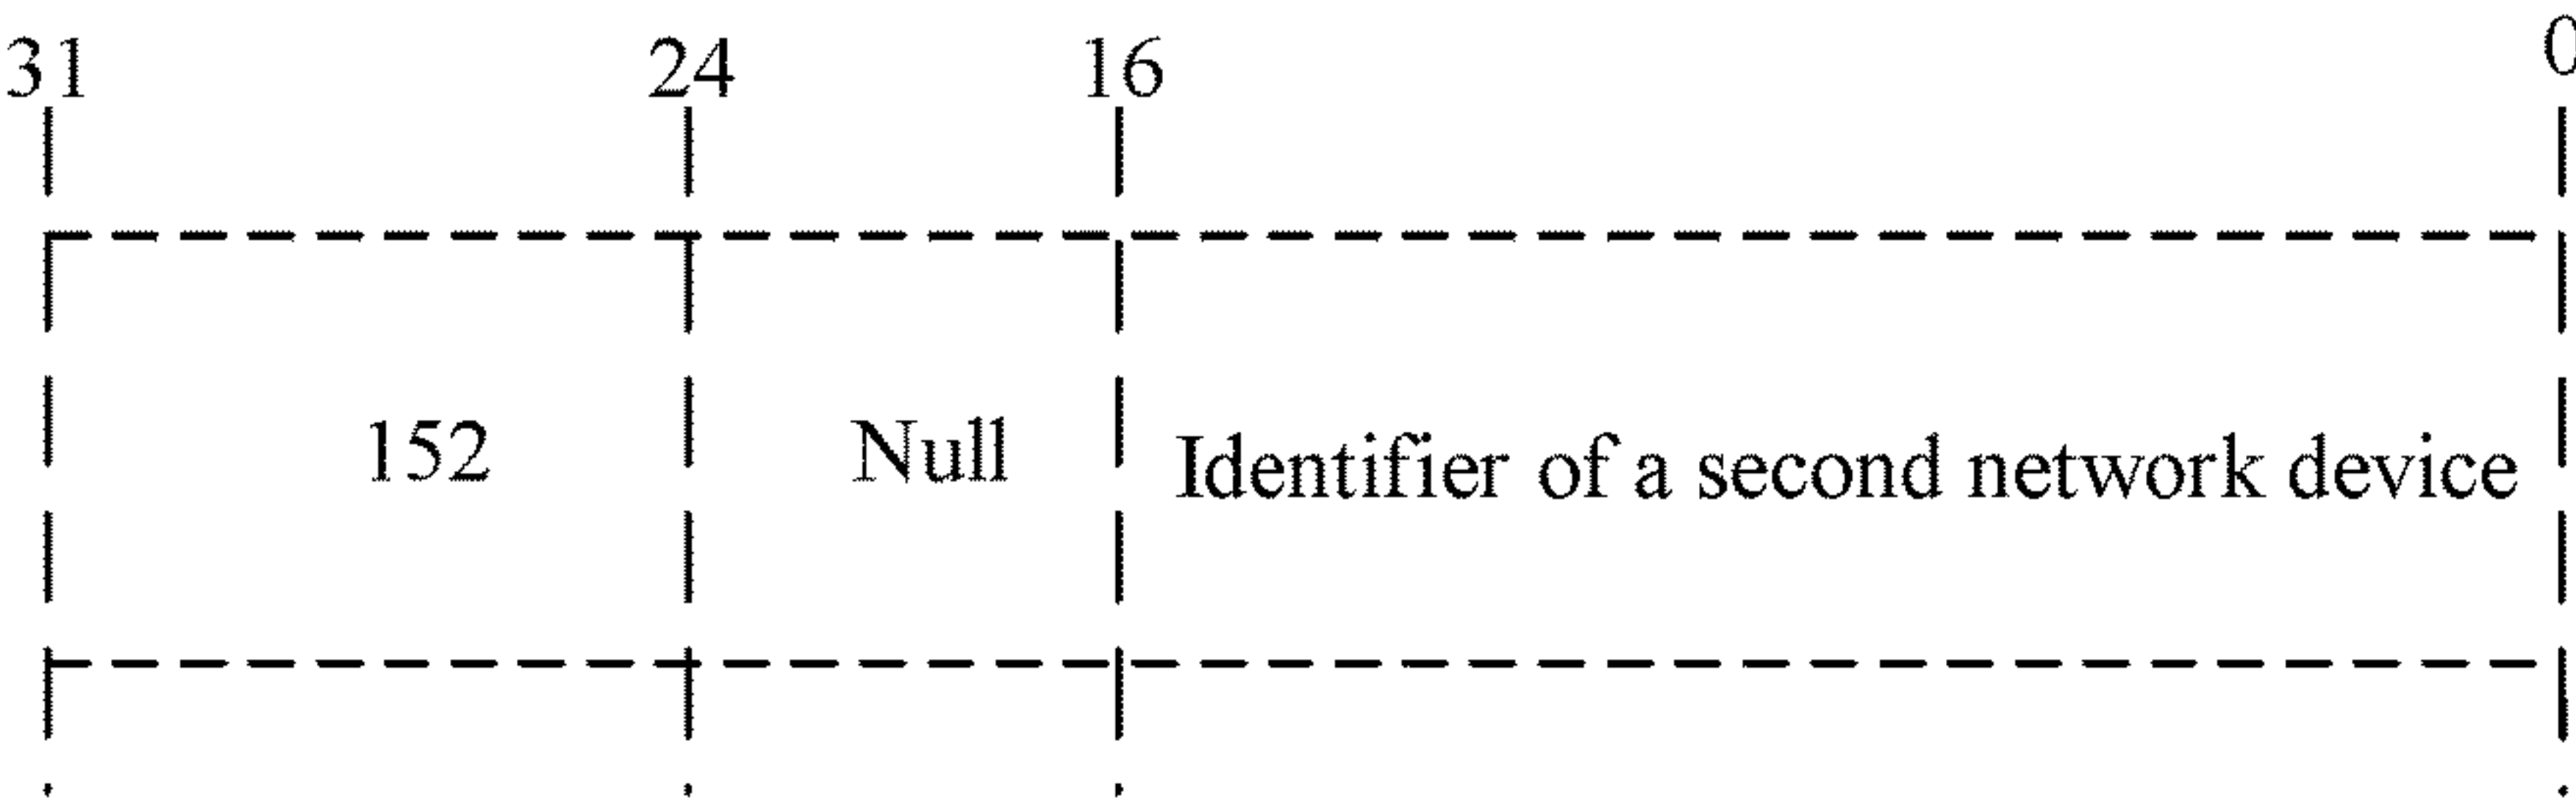 31 24 16 0
152 Null Identifier of a second network device